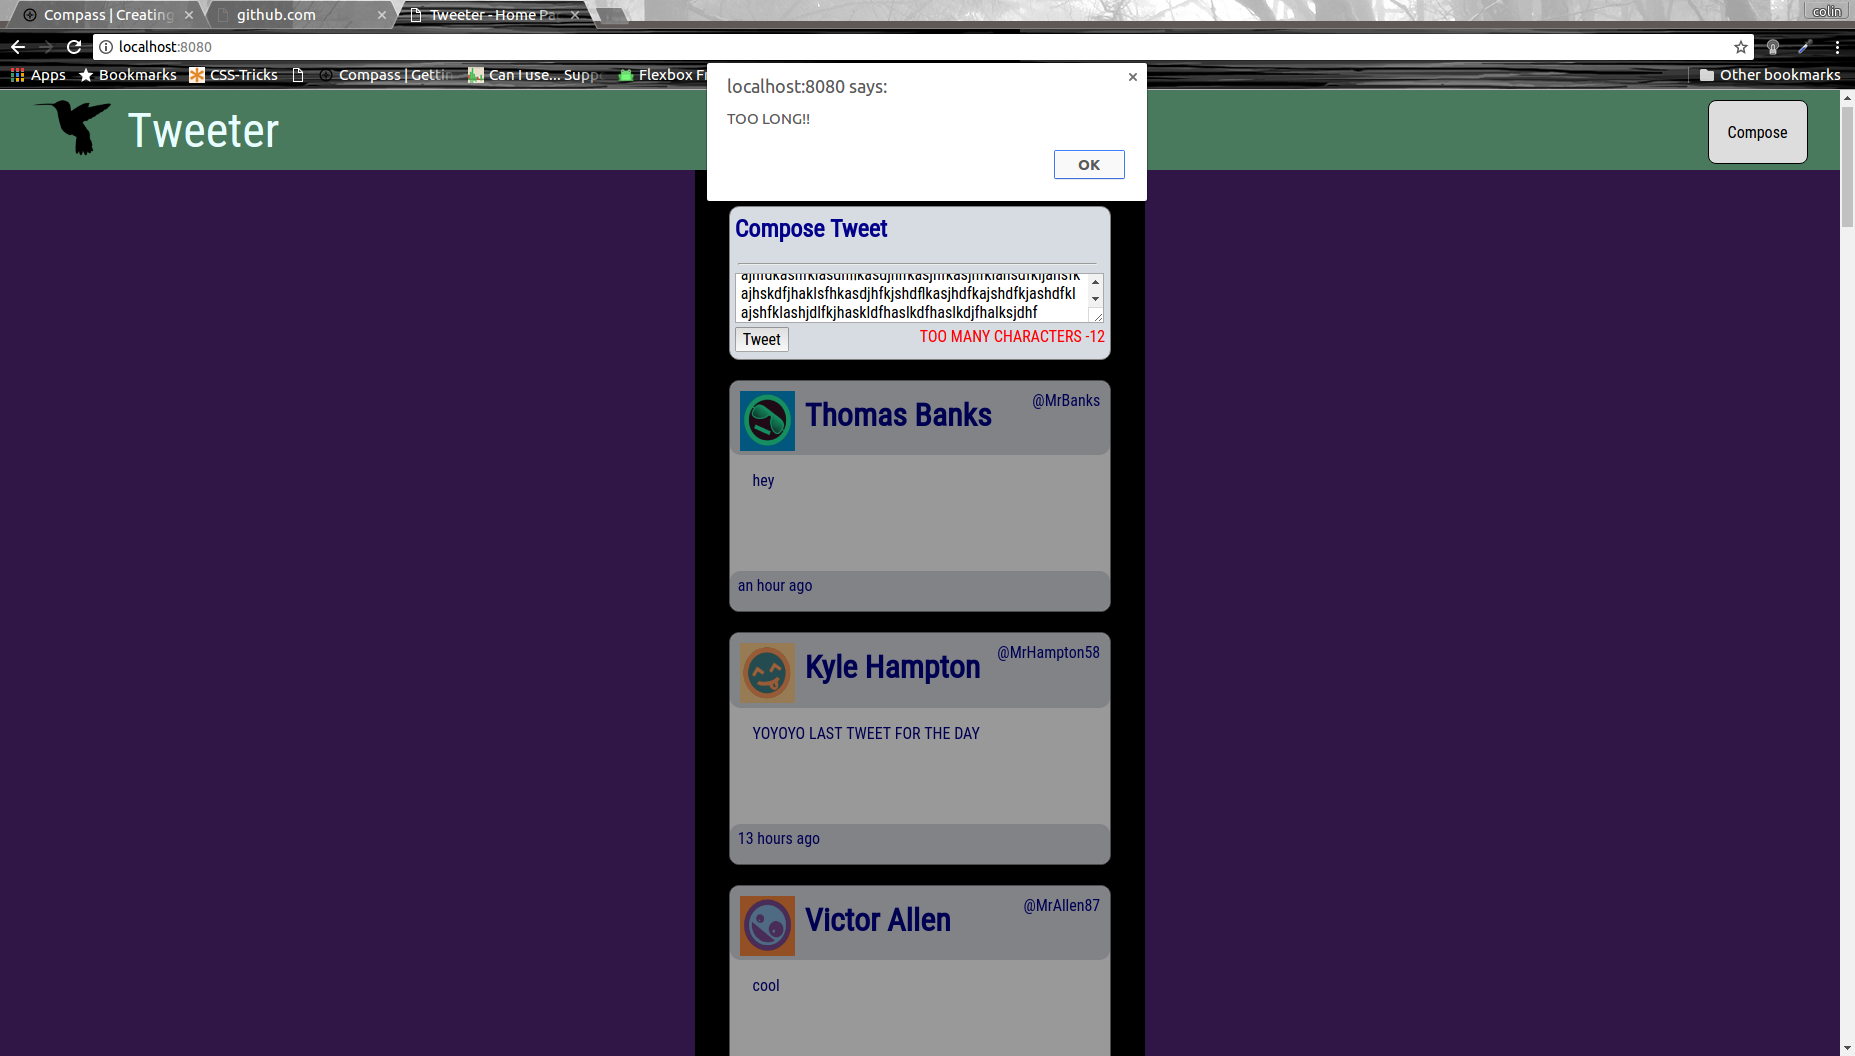 Compass | Creating
github.com
Tweeter - Home Pa
colin
localhost:8080
Apps
Bookmarks
CSS-Tricks
Compass | Gettin
Can I use... Supp
Flexbox Fr
Other bookmarks
localhost:8080 says:
TOO LONG!!
OK
Tweeter
Compose
Compose Tweet
ajhskdfjhaklsfhkasdjhfkjshdflkasjhdfkajshdfkjashdfkl
ajshfklashjdlfkjhaskldfhaslkdfhaslkdjfhalksjdhf
Tweet
TOO MANY CHARACTERS -12
Thomas Banks
@MrBanks
hey
an hour ago
Kyle Hampton
@MrHampton58
YOYOYO LAST TWEET FOR THE DAY
13 hours ago
Victor Allen
@MrAllen87
cool